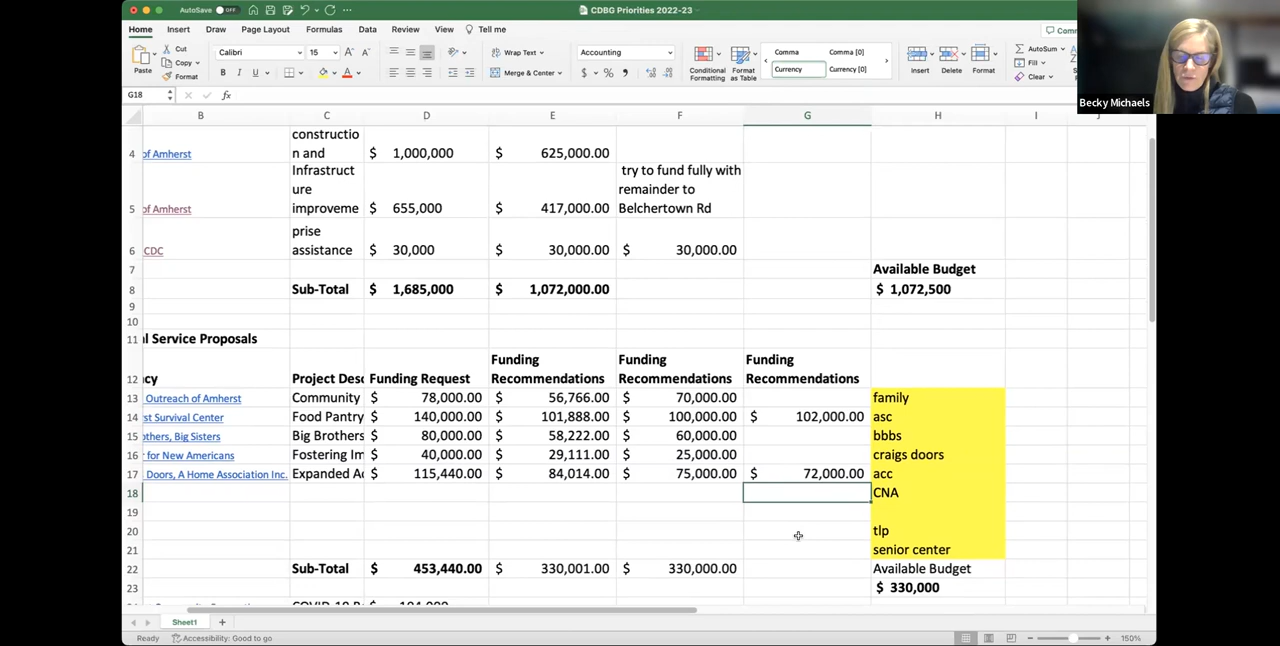 AutoSave OFF
CDBG Priorities 2022-23
Home Insert Draw Page Layout Formulas Data Review View Tell me
Paste Cut Copy Format
Calibri 15
B I U
Wrap Text
Merge & Center
Accounting
$ % ,
Conditional Formatting
Format as Table
Comma Comma [0]
Currency Currency [0]
Insert Delete Format
AutoSum
Fill
Clear
Becky Michaels
G18 fx
B C D E F G H I
4 of Amherst constructio n and $ 1,000,000 $ 625,000.00
5 of Amherst Infrastruct ure improveme $ 655,000 $ 417,000.00 try to fund fully with remainder to Belchertown Rd
6 CDC prise assistance $ 30,000 $ 30,000.00 $ 30,000.00
7 Available Budget
8 Sub-Total $ 1,685,000 $ 1,072,000.00 $ 1,072,500
9
10
11 l Service Proposals
12 cy Project Desc Funding Request Funding Recommendations Funding Recommendations Funding Recommendations
13 Outreach of Amherst Community $ 78,000.00 $ 56,766.00 $ 70,000.00 family
14 rst Survival Center Food Pantry $ 140,000.00 $ 101,888.00 $ 100,000.00 $ 102,000.00 asc
15 others, Big Sisters Big Brothers $ 80,000.00 $ 58,222.00 $ 60,000.00 bbbs
16 for New Americans Fostering Im $ 40,000.00 $ 29,111.00 $ 25,000.00 craigs doors
17 Doors, A Home Association Inc. Expanded Ac $ 115,440.00 $ 84,014.00 $ 75,000.00 $ 72,000.00 acc
18 CNA
19
20 tlp
21 senior center
22 Sub-Total $ 453,440.00 $ 330,001.00 $ 330,000.00 Available Budget
23 $ 330,000
Sheet1 +
Ready Accessibility: Good to go 150%